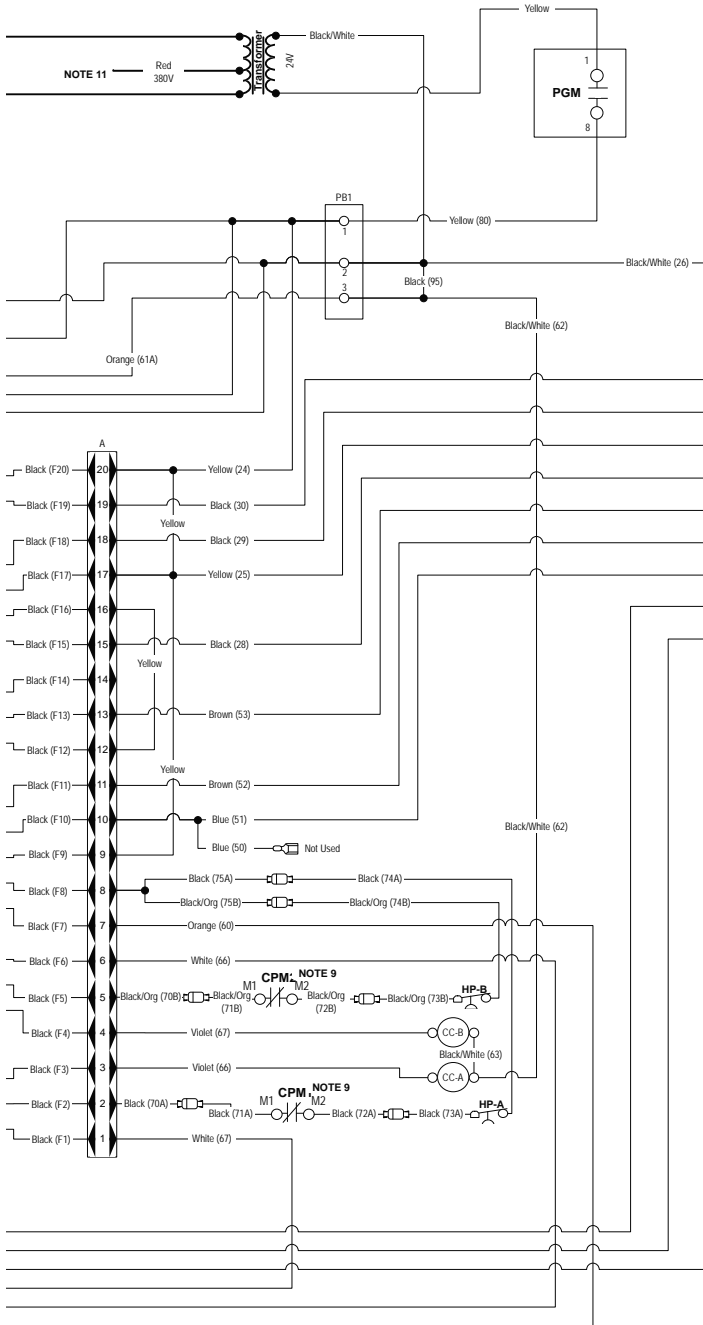 Yellow
Black/White
NOTE 11
Red
380V
Transformer
24V
1
PGM
8
PB1
1
Yellow (80)
2
Black/White (26)
Black (95)
3
Black/White (62)
Orange (61A)
A
Black (F20)
20
Yellow (24)
Black (F19)
19
Black (30)
Yellow
Black (F18)
18
Black (29)
Black (F17)
17
Yellow (25)
Black (F16)
16
Black (F15)
15
Black (28)
Yellow
Black (F14)
14
Black (F13)
13
Brown (53)
Black (F12)
12
Yellow
Black (F11)
11
Brown (52)
Black (F10)
10
Blue (51)
Black/White (62)
Blue (50)
Not Used
Black (F9)
9
Black (75A)
Black (74A)
Black (F8)
8
Black/Org (75B)
Black/Org (74B)
Black (F7)
7
Orange (60)
Black (F6)
6
White (66)
NOTE 9
Black (F5)
5
Black/Org (70B)
Black/Org
(71B)
M1
M2
Black/Org
(72B)
Black/Org (73B)
HP-B
Black (F4)
4
Violet (67)
CC-B
Black/White (63)
Black (F3)
3
Violet (66)
CC-A
NOTE 9
Black (F2)
2
Black (70A)
Black (71A)
M1
M2
Black (72A)
Black (73A)
HP-A
Black (F1)
1
White (67)